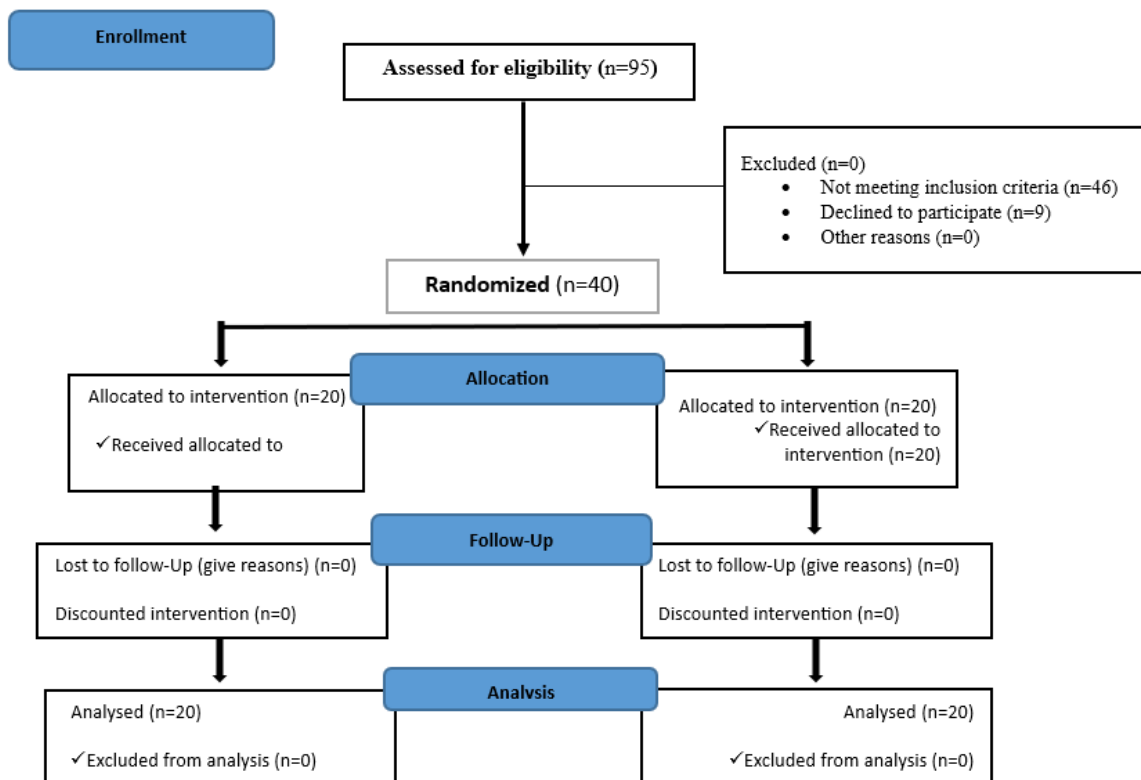 Enrollment
Assessed for eligibility (n=95)
Excluded (n=0)
• Not meeting inclusion criteria (n=46)
• Declined to participate (n=9)
• Other reasons (n=0)
Randomized (n=40)
Allocation
Allocated to intervention (n=20)
✓Received allocated to
Allocated to intervention (n=20)
✓Received allocated to
intervention (n=20)
Follow-Up
Lost to follow-Up (give reasons) (n=0)
Discounted intervention (n=0)
Lost to follow-Up (give reasons) (n=0)
Discounted intervention (n=0)
Analysis
Analysed (n=20)
✓Excluded from analysis (n=0)
Analysed (n=20)
✓Excluded from analysis (n=0)